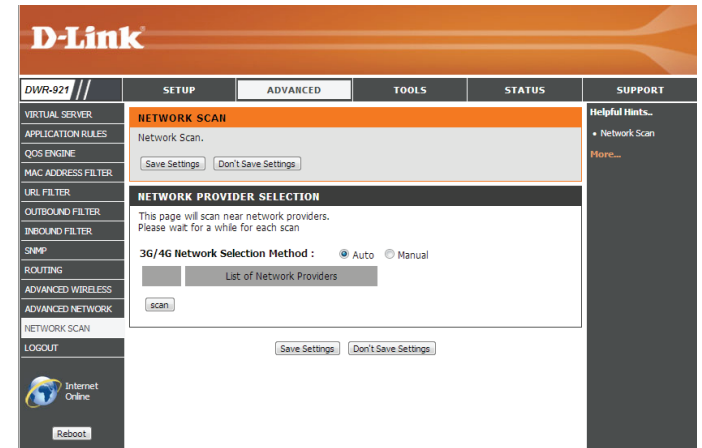 D-Link
DWR-921
SETUP
ADVANCED
TOOLS
STATUS
SUPPORT
VIRTUAL SERVER
APPLICATION RULES
QOS ENGINE
MAC ADDRESS FILTER
URL FILTER
OUTBOUND FILTER
INBOUND FILTER
SNMP
ROUTING
ADVANCED WIRELESS
ADVANCED NETWORK
NETWORK SCAN
LOGOUT
Internet
Online
Reboot
NETWORK SCAN
Network Scan.
Save Settings Don't Save Settings
NETWORK PROVIDER SELECTION
This page will scan near network providers.
Please wait for a while for each scan
3G/4G Network Selection Method : Auto Manual
List of Network Providers
scan
Save Settings Don't Save Settings
Helpful Hints..
• Network Scan
More...